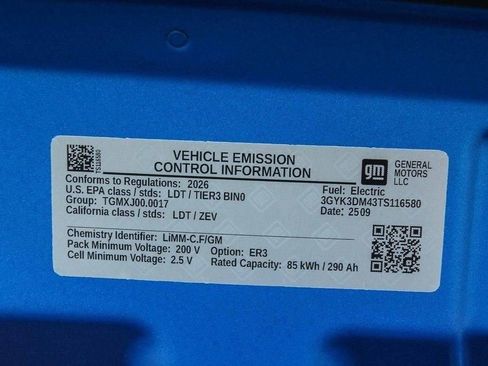 TS116580
VEHICLE EMISSION
CONTROL INFORMATION
gm
GENERAL
MOTORS
LLC
Conforms to Regulations: 2026
U.S. EPA class / stds: LDT / TIER3 BIN0
Group: TGMXJ00.0017
California class / stds: LDT / ZEV
Fuel: Electric
3GYK3DM43TS116580
Date: 2509
Chemistry Identifier: LiMM-C.F/GM
Pack Minimum Voltage: 200 V Option: ER3
Cell Minimum Voltage: 2.5 V Rated Capacity: 85 kWh / 290 Ah